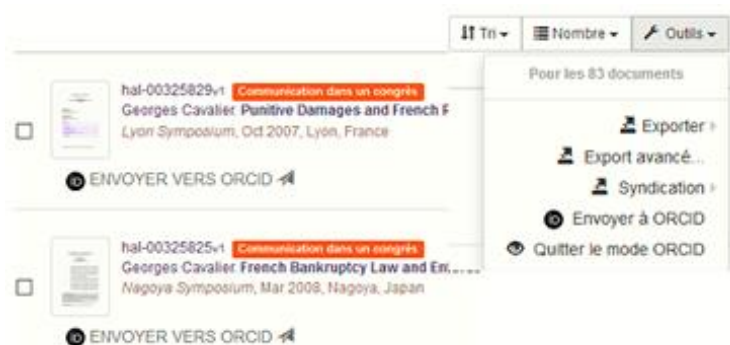 Tri
Nombre
Outils
Pour les 83 documents
Exporter
Export avancé...
Syndication
Envoyer à ORCID
Quitter le mode ORCID
hal-00325829v1 Communication dans un congrès
Georges Cavalier. Punitive Damages and French
Lyon Symposium, Oct 2007, Lyon, France
iD ENVOYER VERS ORCID
hal-00325825v1 Communication dans un congrès
Georges Cavalier. French Bankruptcy Law and
Nagoya Symposium, Mar 2008, Nagoya, Japan
iD ENVOYER VERS ORCID